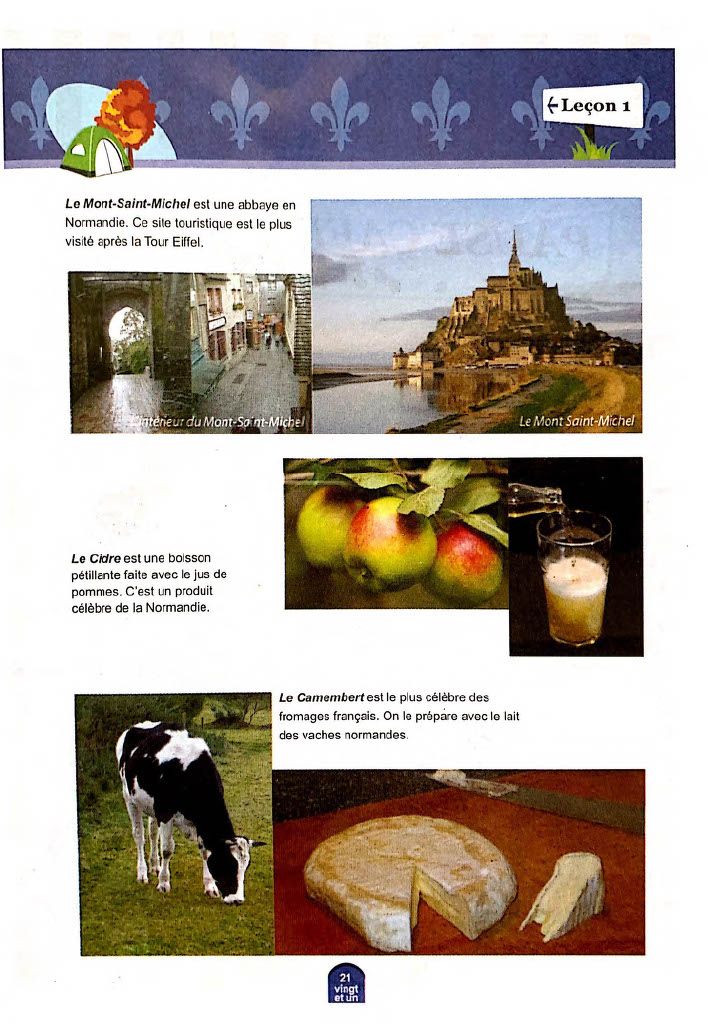 Leçon 1
Le Mont-Saint-Michel est une abbaye en
Normandie. Ce site touristique est le plus
visité après la Tour Eiffel.
L'intérieur du Mont-Saint-Michel
Le Mont Saint-Michel
Le Cidre est une boisson
pétillante faite avec le jus de
pommes. C'est un produit
célèbre de la Normandie.
Le Camembert est le plus célèbre des
fromages français. On le prépare avec le lait
des vaches normandes.
21
vingt
et un